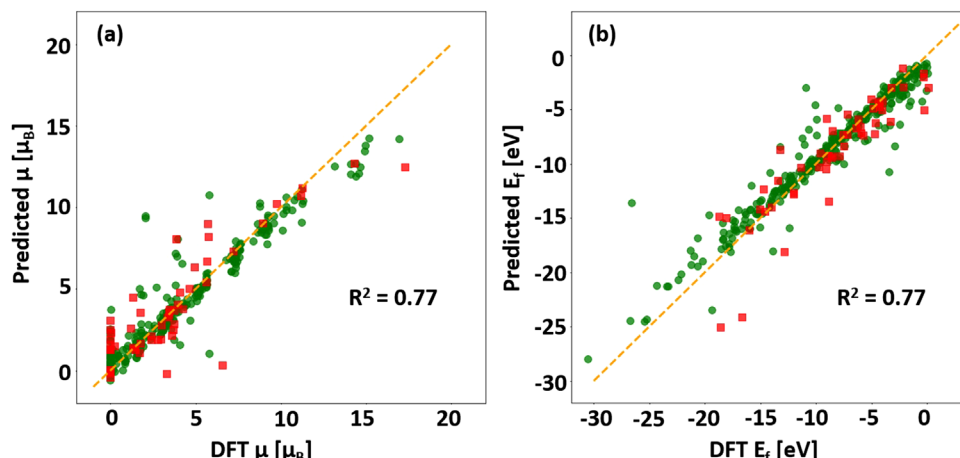 (a)
20
15
10
5
0
Predicted μ [μB]
R² = 0.77
0 5 10 15 20
DFT μ [μB]
(b)
0
-5
-10
-15
-20
-25
-30
Predicted Ef [eV]
R² = 0.77
-30 -25 -20 -15 -10 -5 0
DFT Ef [eV]